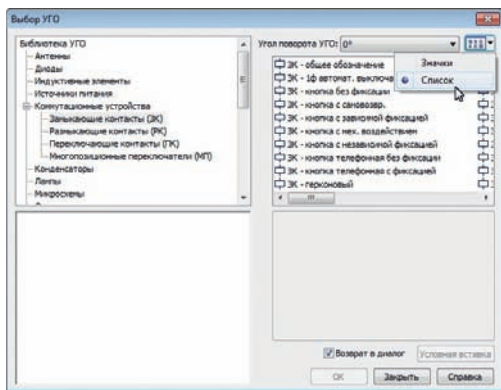 Выбор УГО
Угол поворота УГО: 0°
Библиотека УГО
Антенны
Диоды
Индуктивные элементы
Источники питания
Коммутационные устройства
Замыкающие контакты (ЗК)
Размыкающие контакты (РК)
Переключающие контакты (ПК)
Многопозиционные переключатели (МП)
Конденсаторы
Лампы
Микросхемы
Значки
Список
ЗК - общее обозначение
ЗК - 1ф автомат. выключа
ЗК - кнопка без фиксации
ЗК - кнопка с самовозвр.
ЗК - кнопка с зависимой фиксацией
ЗК - кнопка с мех. воздействием
ЗК - кнопка с независимой фиксацией
ЗК - кнопка телефонная без фиксации
ЗК - кнопка телефонная с фиксацией
ЗК - герконовый
Возврат в диалог
Условная вставка
ОК
Закрыть
Справка